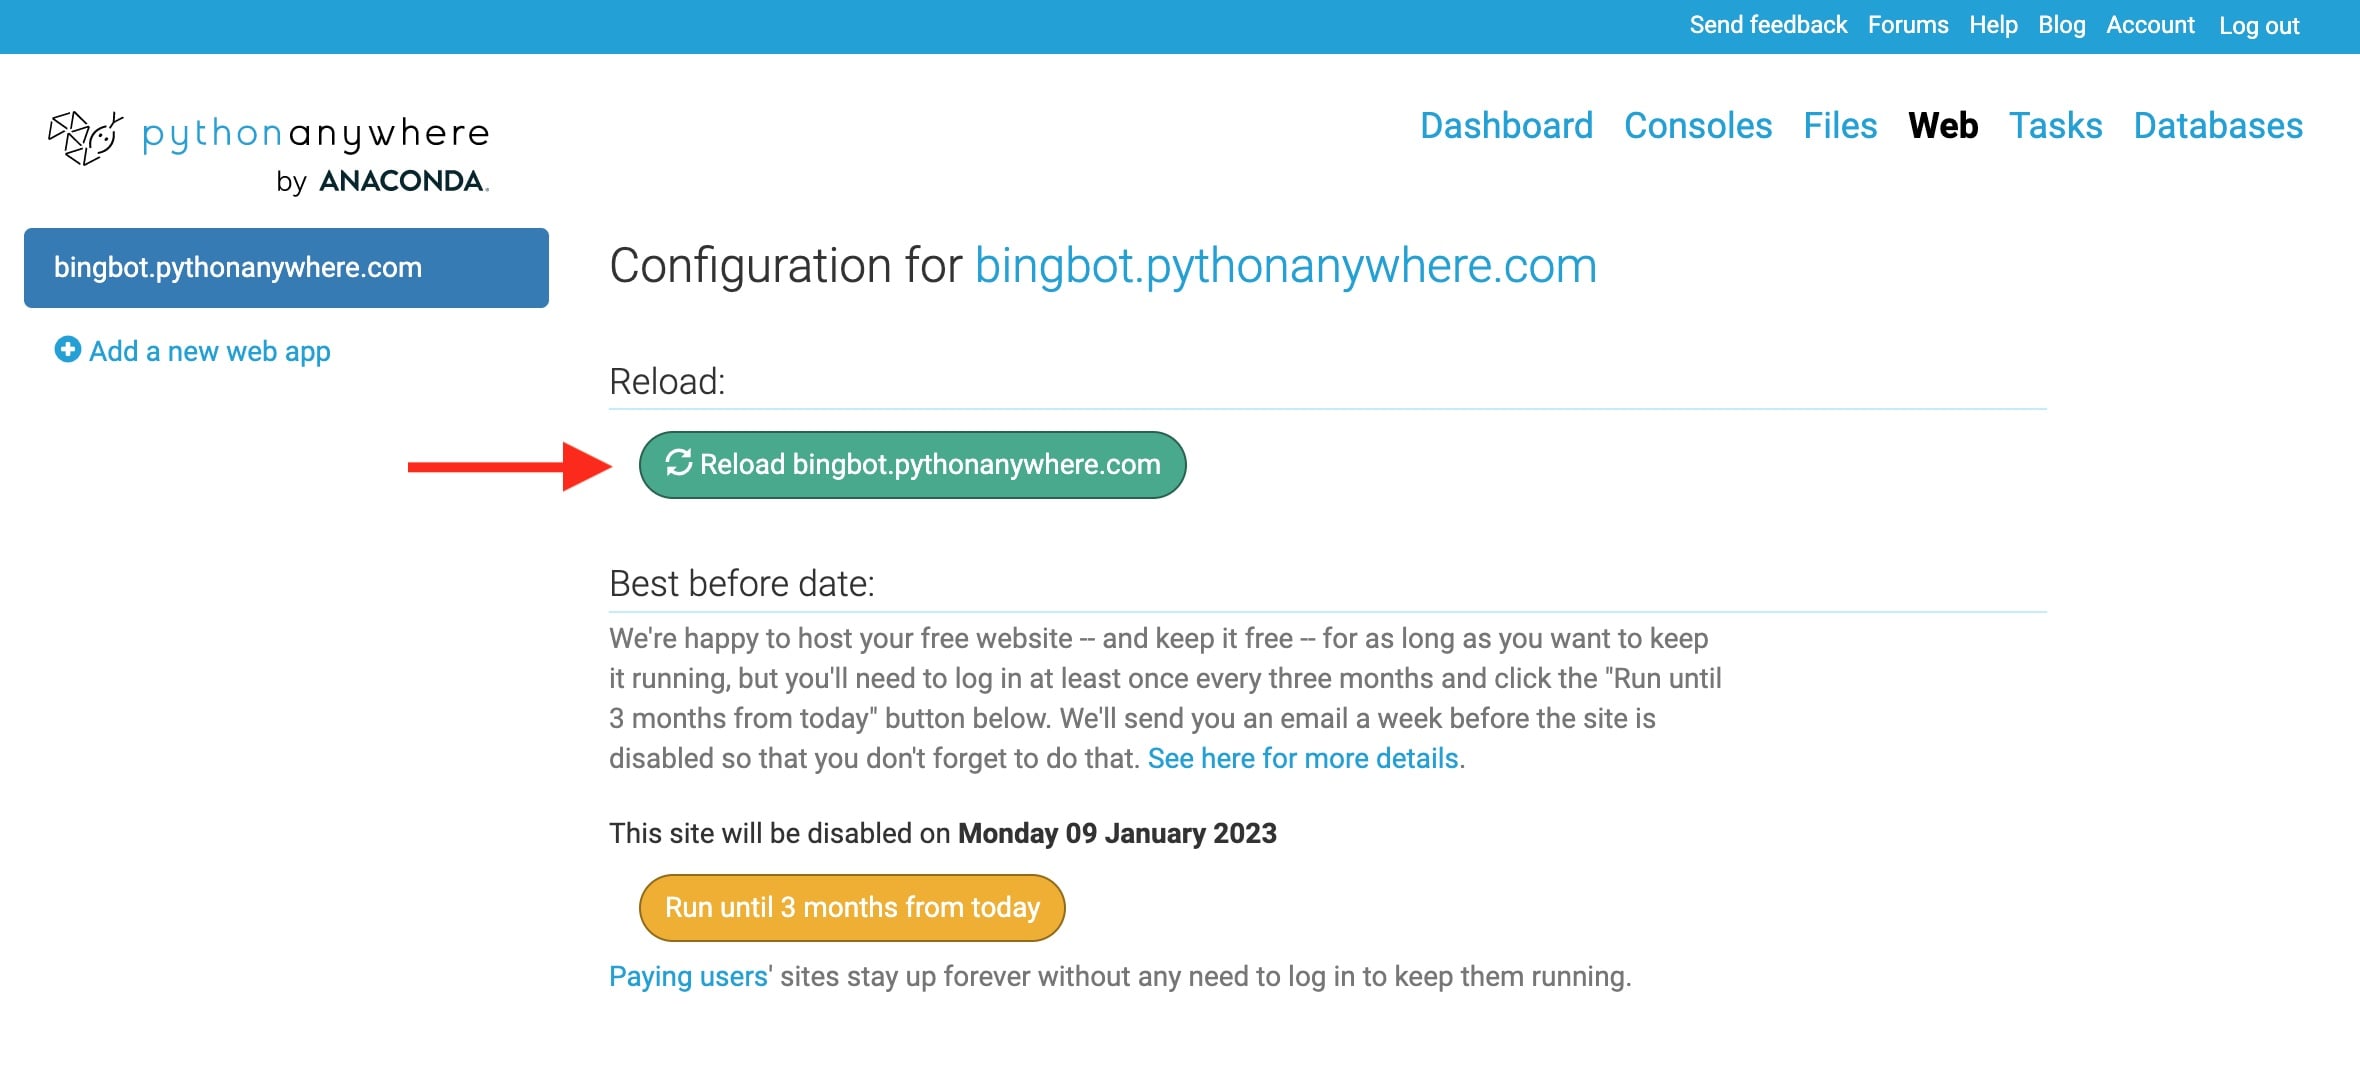 Send feedback Forums Help Blog Account Log out
pythonanywhere
by ANACONDA.
Dashboard Consoles Files Web Tasks Databases
bingbot.pythonanywhere.com
Add a new web app
Configuration for bingbot.pythonanywhere.com
Reload:
Reload bingbot.pythonanywhere.com
Best before date:
We're happy to host your free website -- and keep it free -- for as long as you want to keep
it running, but you'll need to log in at least once every three months and click the "Run until
3 months from today" button below. We'll send you an email a week before the site is
disabled so that you don't forget to do that. See here for more details.
This site will be disabled on Monday 09 January 2023
Run until 3 months from today
Paying users' sites stay up forever without any need to log in to keep them running.